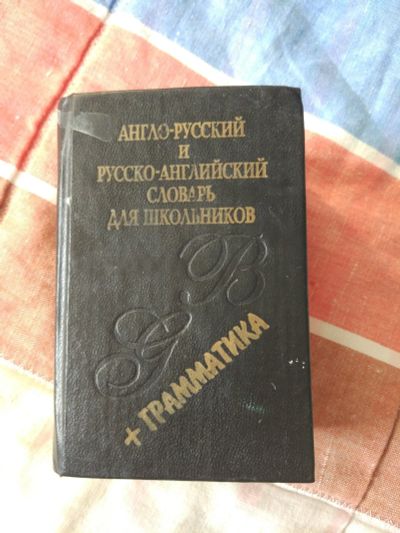 АНГЛО-РУССКИЙ
И
РУССКО-АНГЛИЙСКИЙ
СЛОВАРЬ
ДЛЯ ШКОЛЬНИКОВ
G B
+ ГРАММАТИКА